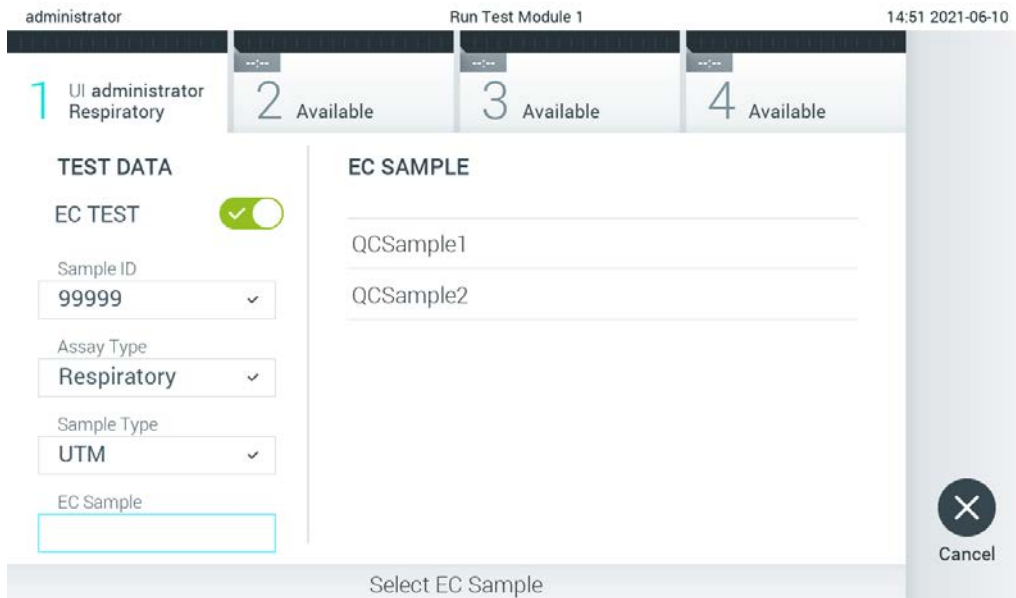 administrator
Run Test Module 1
14:51 2021-06-10
1
UI administrator
Respiratory
--:--
2 Available
--:--
3 Available
--:--
4 Available
TEST DATA
EC TEST
Sample ID
99999
Assay Type
Respiratory
Sample Type
UTM
EC Sample
EC SAMPLE
QCSample1
QCSample2
Cancel
Select EC Sample